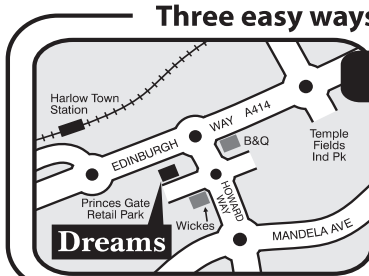 Three easy ways
Harlow Town
Station
EDINBURGH WAY A414
B&Q
Temple
Fields
Ind Pk
Princes Gate
Retail Park
HOWARD
WAY
Wickes
Dreams
MANDELA AVE